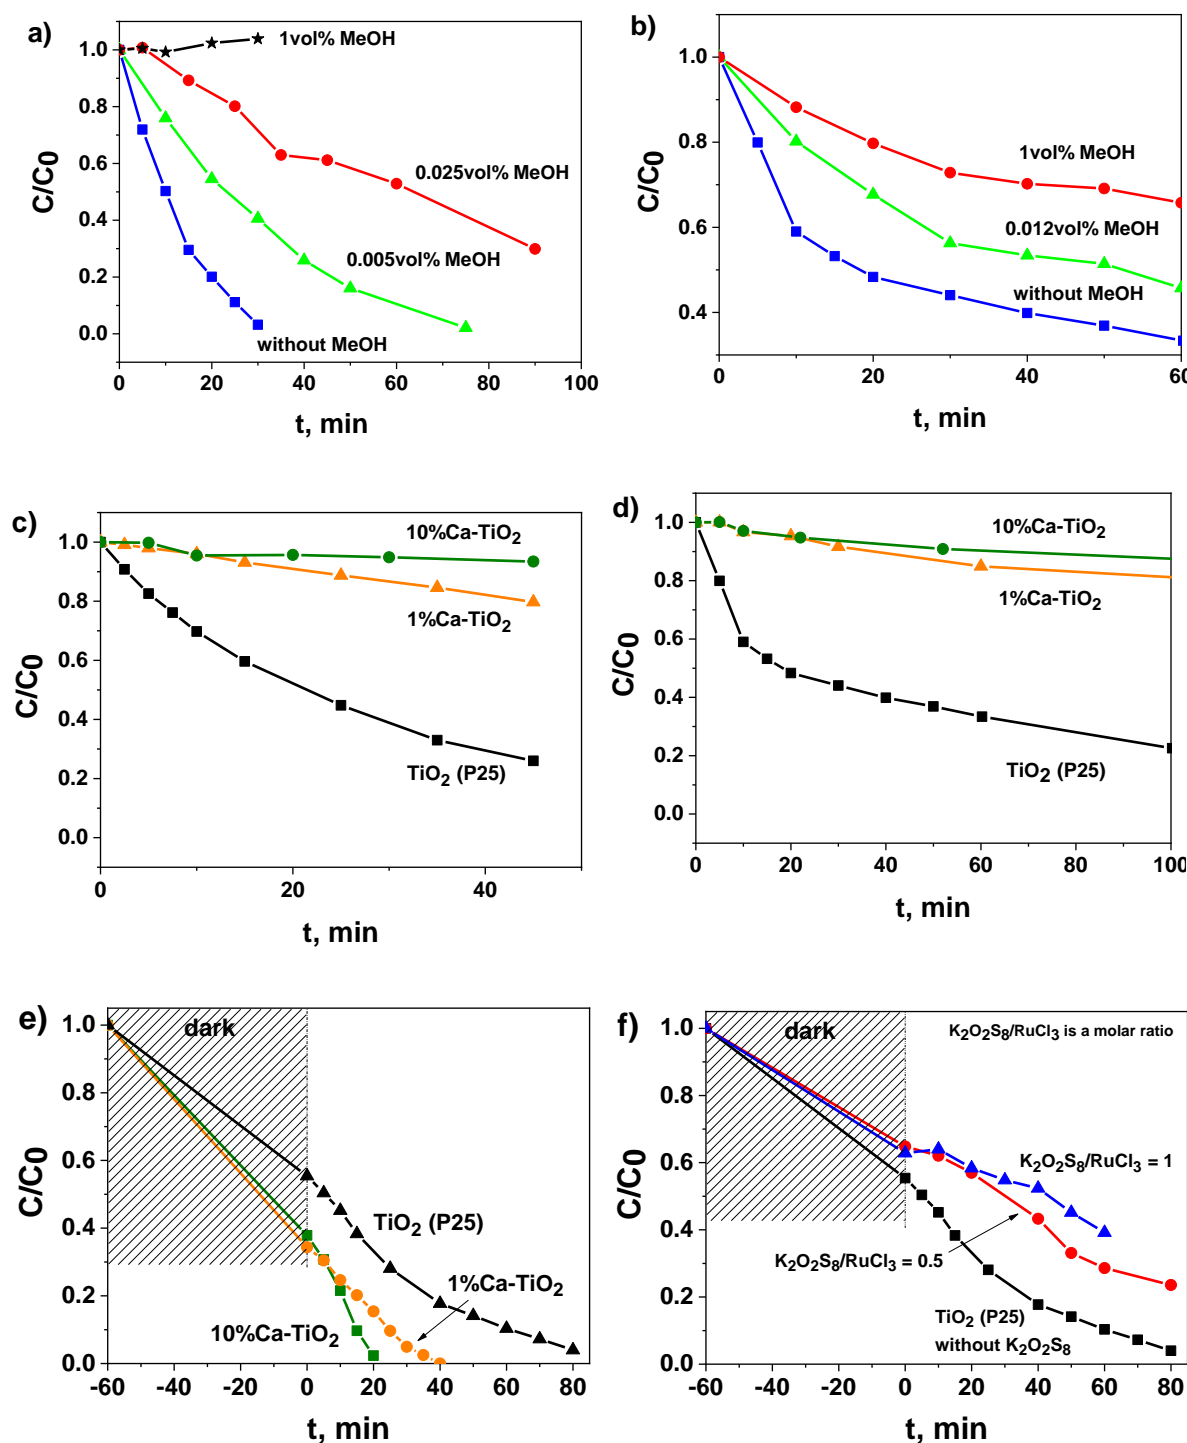 a)
1.0
0.8
0.6
0.4
0.2
0.0
C/C0
1vol% MeOH
0.025vol% MeOH
0.005vol% MeOH
without MeOH
0 20 40 60 80 100
t, min
b)
1.0
0.8
0.6
0.4
C/C0
1vol% MeOH
0.012vol% MeOH
without MeOH
0 20 40 60
t, min
c)
1.0
0.8
0.6
0.4
0.2
0.0
C/C0
10%Ca-TiO2
1%Ca-TiO2
TiO2 (P25)
0 20 40
t, min
d)
1.0
0.8
0.6
0.4
0.2
0.0
C/C0
10%Ca-TiO2
1%Ca-TiO2
TiO2 (P25)
0 20 40 60 80 100
t, min
e)
1.0
0.8
0.6
0.4
0.2
0.0
C/C0
dark
TiO2 (P25)
1%Ca-TiO2
10%Ca-TiO2
-60 -40 -20 0 20 40 60 80
t, min
f)
1.0
0.8
0.6
0.4
0.2
0.0
C/C0
dark
K2O2S8/RuCl3 is a molar ratio
K2O2S8/RuCl3 = 1
K2O2S8/RuCl3 = 0.5
TiO2 (P25)
without K2O2S8
-60 -40 -20 0 20 40 60 80
t, min